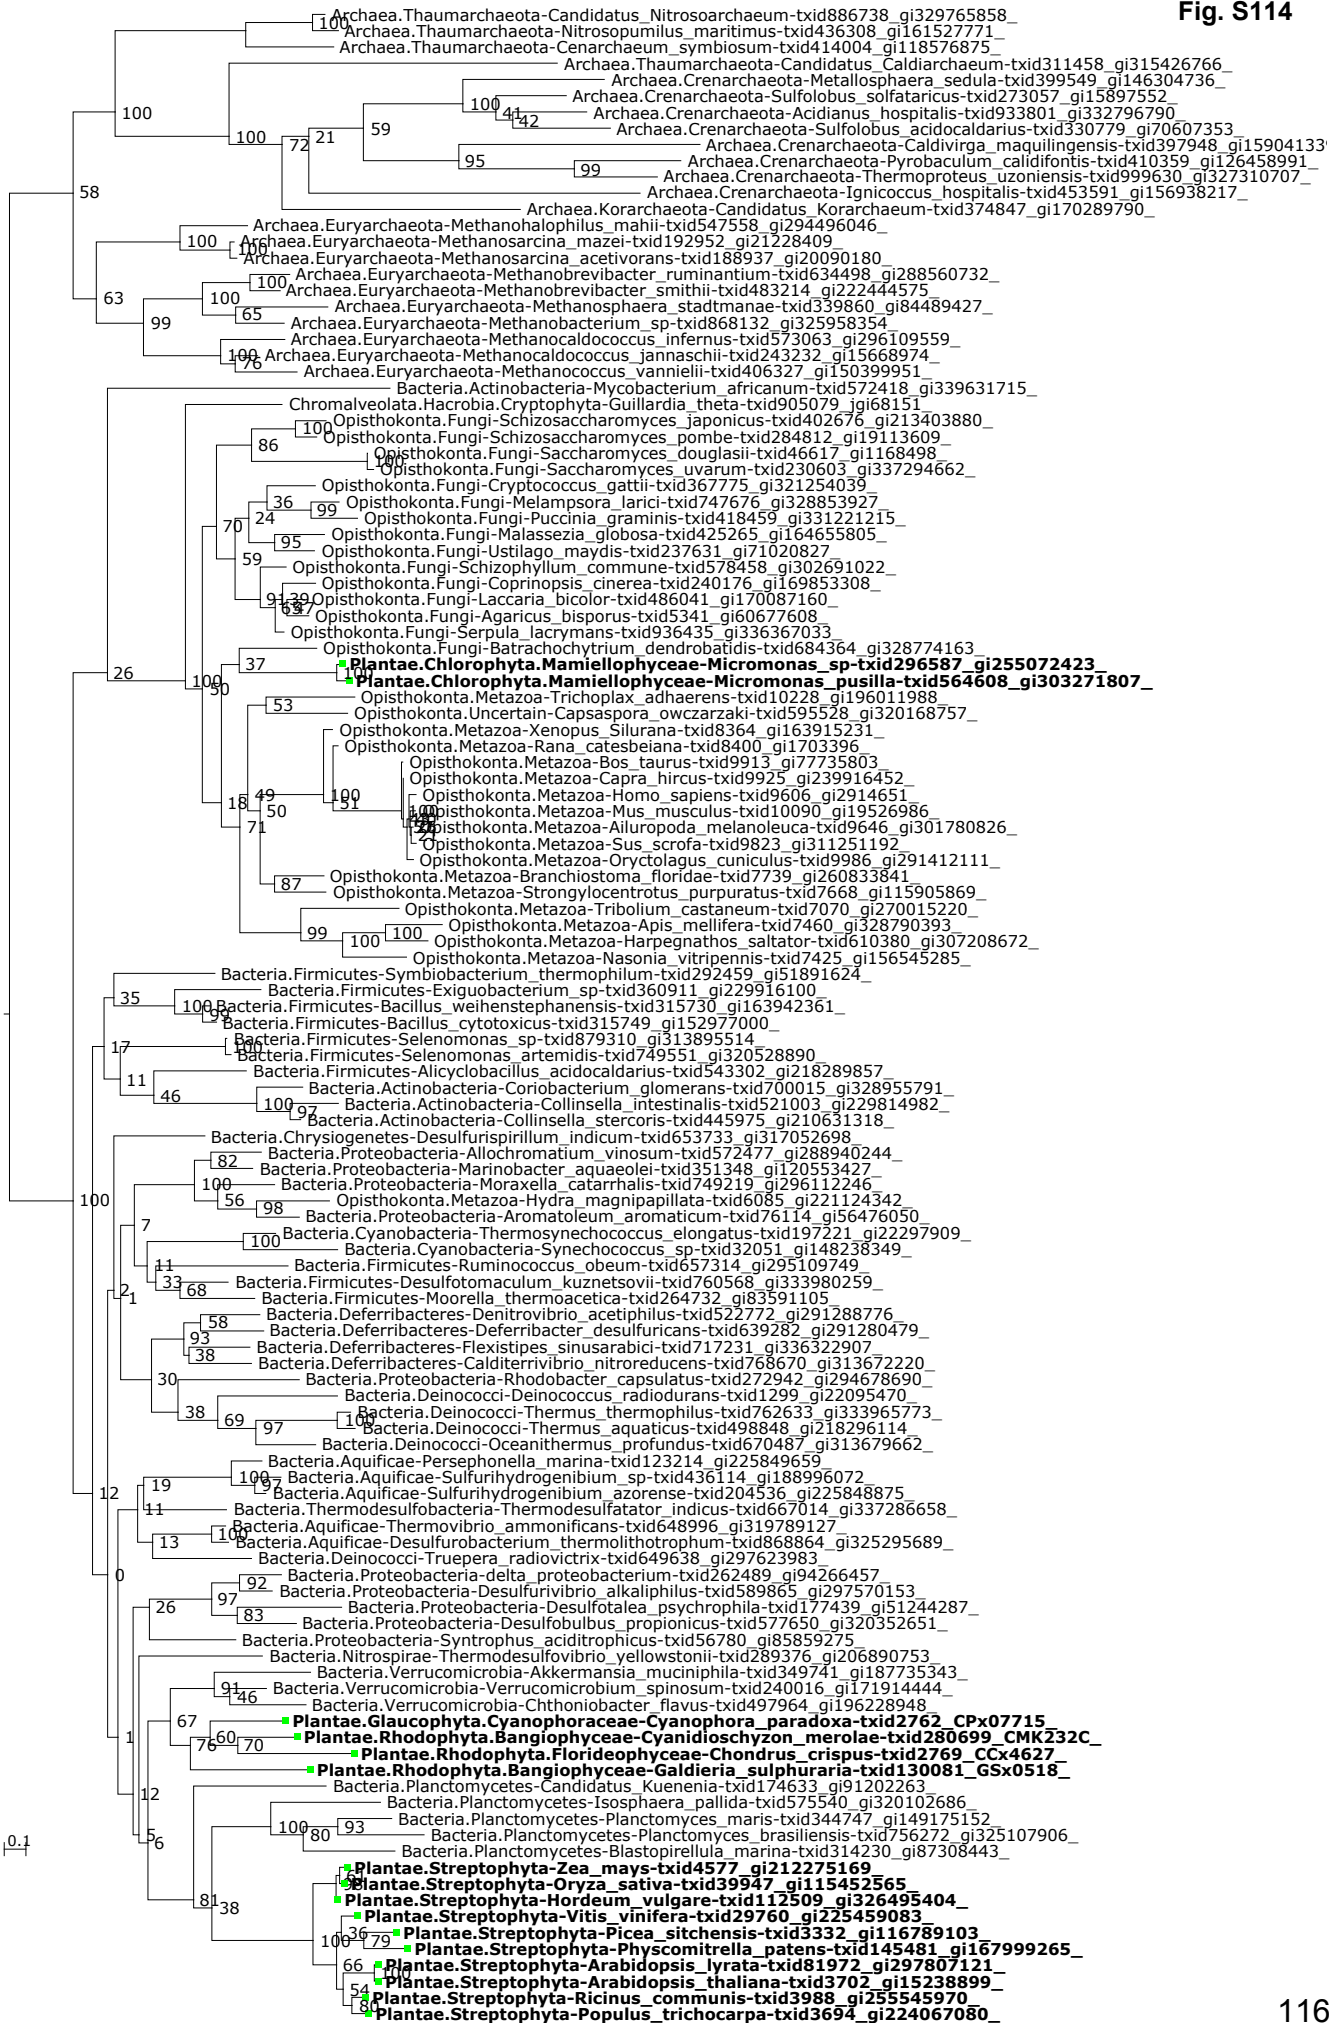 Fig. S114
Archaea.Thaumarchaeota-Candidatus_Nitrosoarchaeum-txid886738_gi329765858_
100
Archaea.Thaumarchaeota-Nitrosopumilus_maritimus-txid436308_gi161527771_
Archaea.Thaumarchaeota-Cenarchaeum_symbiosum-txid414004_gi118576875_
Archaea.Thaumarchaeota-Candidatus_Caldiarchaeum-txid311458_gi315426766_
Archaea.Crenarchaeota-Metallosphaera_sedula-txid399549_gi146304736_
Archaea.Crenarchaeota-Sulfolobus_solfataricus-txid273057_gi15897552_
100
41
Archaea.Crenarchaeota-Acidianus_hospitalis-txid933801_gi332796790_
100
42
59
Archaea.Crenarchaeota-Sulfolobus_acidocaldarius-txid330779_gi70607353_
100
72
21
Archaea.Crenarchaeota-Caldivirga_maquilingensis-txid397948_gi15904133
95
Archaea.Crenarchaeota-Pyrobaculum_calidifontis-txid410359_gi126458991_
99
Archaea.Crenarchaeota-Thermoproteus_uzoniensis-txid999630_gi327310707_
58
Archaea.Crenarchaeota-Ignicoccus_hospitalis-txid453591_gi156938217_
Archaea.Korarchaeota-Candidatus_Korarchaeum-txid374847_gi170289790_
Archaea.Euryarchaeota-Methanohalophilus_mahii-txid547558_gi294496046_
100
Archaea.Euryarchaeota-Methanosarcina_mazei-txid192952_gi21228409_
100
Archaea.Euryarchaeota-Methanosarcina_acetivorans-txid188937_gi20090180_
Archaea.Euryarchaeota-Methanobrevibacter_ruminantium-txid634498_gi288560732_
100
Archaea.Euryarchaeota-Methanobrevibacter_smithii-txid483214_gi222444575_
63
100
Archaea.Euryarchaeota-Methanosphaera_stadtmanae-txid339860_gi84489427_
65
99
Archaea.Euryarchaeota-Methanobacterium_sp-txid868132_gi325958354_
Archaea.Euryarchaeota-Methanocaldococcus_infernus-txid573063_gi296109559_
100
Archaea.Euryarchaeota-Methanocaldococcus_jannaschii-txid243232_gi15668974_
76
Archaea.Euryarchaeota-Methanococcus_vannielii-txid406327_gi150399951_
Bacteria.Actinobacteria-Mycobacterium_africanum-txid572418_gi339631715_
Chromalveolata.Hacrobia.Cryptophyta-Guillardia_theta-txid905079_jgi68151_
Opisthokonta.Fungi-Schizosaccharomyces_japonicus-txid402676_gi213403880_
100
Opisthokonta.Fungi-Schizosaccharomyces_pombe-txid284812_gi19113609_
86
Opisthokonta.Fungi-Saccharomyces_douglasii-txid46617_gi1168498_
100
Opisthokonta.Fungi-Saccharomyces_uvarum-txid230603_gi337294662_
Opisthokonta.Fungi-Cryptococcus_gattii-txid367775_gi321254039_
36
Opisthokonta.Fungi-Melampsora_larici-txid747676_gi328853927_
99
24
Opisthokonta.Fungi-Puccinia_graminis-txid418459_gi331221215_
70
Opisthokonta.Fungi-Malassezia_globosa-txid425265_gi164655805_
95
59
Opisthokonta.Fungi-Ustilago_maydis-txid237631_gi71020827_
Opisthokonta.Fungi-Schizophyllum_commune-txid578458_gi302691022_
Opisthokonta.Fungi-Coprinopsis_cinerea-txid240176_gi169853308_
91
39
Opisthokonta.Fungi-Laccaria_bicolor-txid486041_gi170087160_
47
Opisthokonta.Fungi-Agaricus_bisporus-txid5341_gi60677608_
Opisthokonta.Fungi-Serpula_lacrymans-txid936435_gi336367033_
Opisthokonta.Fungi-Batrachochytrium_dendrobatidis-txid684364_gi328774163_
37
Plantae.Chlorophyta.Mamiellophyceae-Micromonas_sp-txid296587_gi255072423_
26
100
50
100
Plantae.Chlorophyta.Mamiellophyceae-Micromonas_pusilla-txid564608_gi303271807_
Opisthokonta.Metazoa-Trichoplax_adhaerens-txid10228_gi196011988_
53
Opisthokonta.Uncertain-Capsaspora_owczarzaki-txid595528_gi320168757_
Opisthokonta.Metazoa-Xenopus_Silurana-txid8364_gi163915231_
Opisthokonta.Metazoa-Rana_catesbeiana-txid8400_gi1703396_
Opisthokonta.Metazoa-Bos_taurus-txid9913_gi77735803_
Opisthokonta.Metazoa-Capra_hircus-txid9925_gi239916452_
18
49
100
51
Opisthokonta.Metazoa-Homo_sapiens-txid9606_gi2914651_
50
Opisthokonta.Metazoa-Mus_musculus-txid10090_gi19526986_
71
Opisthokonta.Metazoa-Ailuropoda_melanoleuca-txid9646_gi301780826_
Opisthokonta.Metazoa-Sus_scrofa-txid9823_gi311251192_
Opisthokonta.Metazoa-Oryctolagus_cuniculus-txid9986_gi291412111_
Opisthokonta.Metazoa-Branchiostoma_floridae-txid7739_gi260833841_
87
Opisthokonta.Metazoa-Strongylocentrotus_purpuratus-txid7668_gi115905869_
Opisthokonta.Metazoa-Tribolium_castaneum-txid7070_gi270015220_
Opisthokonta.Metazoa-Apis_mellifera-txid7460_gi328790393_
99
100
100
Opisthokonta.Metazoa-Harpegnathos_saltator-txid610380_gi307208672_
Opisthokonta.Metazoa-Nasonia_vitripennis-txid7425_gi156545285_
Bacteria.Firmicutes-Symbiobacterium_thermophilum-txid292459_gi51891624_
Bacteria.Firmicutes-Exiguobacterium_sp-txid360911_gi229916100_
35
100
Bacteria.Firmicutes-Bacillus_weihenstephanensis-txid315730_gi163942361_
99
Bacteria.Firmicutes-Bacillus_cytotoxicus-txid315749_gi152977000_
Bacteria.Firmicutes-Selenomonas_sp-txid879310_gi313895514_
17
100
Bacteria.Firmicutes-Selenomonas_artemidis-txid749551_gi320528890_
Bacteria.Firmicutes-Alicyclobacillus_acidocaldarius-txid543302_gi218289857_
11
Bacteria.Actinobacteria-Coriobacterium_glomerans-txid700015_gi328955791_
46
100
Bacteria.Actinobacteria-Collinsella_intestinalis-txid521003_gi229814982_
97
Bacteria.Actinobacteria-Collinsella_stercoris-txid445975_gi210631318_
Bacteria.Chrysiogenetes-Desulfurispirillum_indicum-txid653733_gi317052698_
Bacteria.Proteobacteria-Allochromatium_vinosum-txid572477_gi288940244_
82
Bacteria.Proteobacteria-Marinobacter_aquaeolei-txid351348_gi120553427_
100
Bacteria.Proteobacteria-Moraxella_catarrhalis-txid749219_gi296112246_
100
56
Opisthokonta.Metazoa-Hydra_magnipapillata-txid6085_gi221124342_
98
Bacteria.Proteobacteria-Aromatoleum_aromaticum-txid76114_gi56476050_
7
Bacteria.Cyanobacteria-Thermosynechococcus_elongatus-txid197221_gi22297909_
100
Bacteria.Cyanobacteria-Synechococcus_sp-txid32051_gi148238349_
11
Bacteria.Firmicutes-Ruminococcus_obeum-txid657314_gi295109749_
33
Bacteria.Firmicutes-Desulfotomaculum_kuznetsovii-txid760568_gi333980259_
2
1
68
Bacteria.Firmicutes-Moorella_thermoacetica-txid264732_gi83591105_
Bacteria.Deferribacteres-Denitrovibrio_acetiphilus-txid522772_gi291288776_
58
Bacteria.Deferribacteres-Deferribacter_desulfuricans-txid639282_gi291280479_
93
Bacteria.Deferribacteres-Flexistipes_sinusarabici-txid717231_gi336322907_
38
Bacteria.Deferribacteres-Calditerrivibrio_nitroreducens-txid768670_gi313672220_
30
Bacteria.Proteobacteria-Rhodobacter_capsulatus-txid272942_gi294678690_
Bacteria.Deinococci-Deinococcus_radiodurans-txid1299_gi22095470_
38
69
Bacteria.Deinococci-Thermus_thermophilus-txid762633_gi333965773_
100
97
Bacteria.Deinococci-Thermus_aquaticus-txid498848_gi218296114_
Bacteria.Deinococci-Oceanithermus_profundus-txid670487_gi313679662_
Bacteria.Aquificae-Persephonella_marina-txid123214_gi225849659_
100
Bacteria.Aquificae-Sulfurihydrogenibium_sp-txid436114_gi188996072_
12
19
97
Bacteria.Aquificae-Sulfurihydrogenibium_azorense-txid204536_gi225848875_
11
Bacteria.Thermodesulfobacteria-Thermodesulfatator_indicus-txid667014_gi337286658_
Bacteria.Aquificae-Thermovibrio_ammonificans-txid648996_gi319789127_
100
13
Bacteria.Aquificae-Desulfurobacterium_thermolithotrophum-txid868864_gi325295689_
Bacteria.Deinococci-Truepera_radiovictrix-txid649638_gi297623983_
0
Bacteria.Proteobacteria-delta_proteobacterium-txid262489_gi94266457_
92
Bacteria.Proteobacteria-Desulfurivibrio_alkaliphilus-txid589865_gi297570153_
97
26
Bacteria.Proteobacteria-Desulfotalea_psychrophila-txid177439_gi51244287_
83
Bacteria.Proteobacteria-Desulfobulbus_propionicus-txid577650_gi320352651_
Bacteria.Proteobacteria-Syntrophus_aciditrophicus-txid56780_gi85859275_
Bacteria.Nitrospirae-Thermodesulfovibrio_yellowstonii-txid289376_gi206890753_
Bacteria.Verrucomicrobia-Akkermansia_muciniphila-txid349741_gi187735343_
91
Bacteria.Verrucomicrobia-Verrucomicrobium_spinosum-txid240016_gi171914444_
46
Bacteria.Verrucomicrobia-Chthoniobacter_flavus-txid497964_gi196228948_
67
Plantae.Glaucophyta.Cyanophoraceae-Cyanophora_paradoxa-txid2762_CPx07715_
1
60
Plantae.Rhodophyta.Bangiophyceae-Cyanidioschyzon_merolae-txid280699_CMK232C_
76
70
Plantae.Rhodophyta.Florideophyceae-Chondrus_crispus-txid2769_CCx4627_
Plantae.Rhodophyta.Bangiophyceae-Galdieria_sulphuraria-txid130081_GSx0518_
12
Bacteria.Planctomycetes-Candidatus_Kuenenia-txid174633_gi91202263_
Bacteria.Planctomycetes-Isosphaera_pallida-txid575540_gi320102686_
Bacteria.Planctomycetes-Planctomyces_maris-txid344747_gi149175152_
100
93
5
6
80
Bacteria.Planctomycetes-Planctomyces_brasiliensis-txid756272_gi325107906_
0.1
Bacteria.Planctomycetes-Blastopirellula_marina-txid314230_gi87308443_
Plantae.Streptophyta-Zea_mays-txid4577_gi212275169_
Plantae.Streptophyta-Oryza_sativa-txid39947_gi115452565_
81
38
Plantae.Streptophyta-Hordeum_vulgare-txid112509_gi326495404_
Plantae.Streptophyta-Vitis_vinifera-txid29760_gi225459083_
100
36
Plantae.Streptophyta-Picea_sitchensis-txid3332_gi116789103_
79
Plantae.Streptophyta-Physcomitrella_patens-txid145481_gi167999265_
66
Plantae.Streptophyta-Arabidopsis_lyrata-txid81972_gi297807121_
100
Plantae.Streptophyta-Arabidopsis_thaliana-txid3702_gi15238899_
54
Plantae.Streptophyta-Ricinus_communis-txid3988_gi255545970_
80
Plantae.Streptophyta-Populus_trichocarpa-txid3694_gi224067080_
116